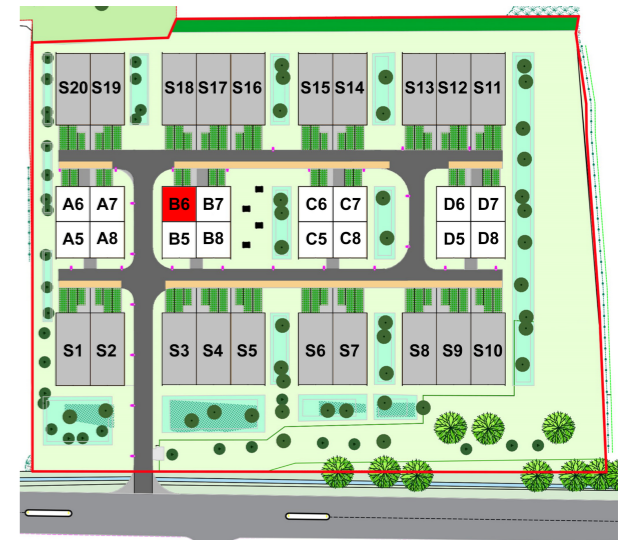 S20 S19 S18 S17 S16 S15 S14 S13 S12 S11
A6 A7 B6 B7 C6 C7 D6 D7
A5 A8 B5 B8 C5 C8 D5 D8
S1 S2 S3 S4 S5 S6 S7 S8 S9 S10